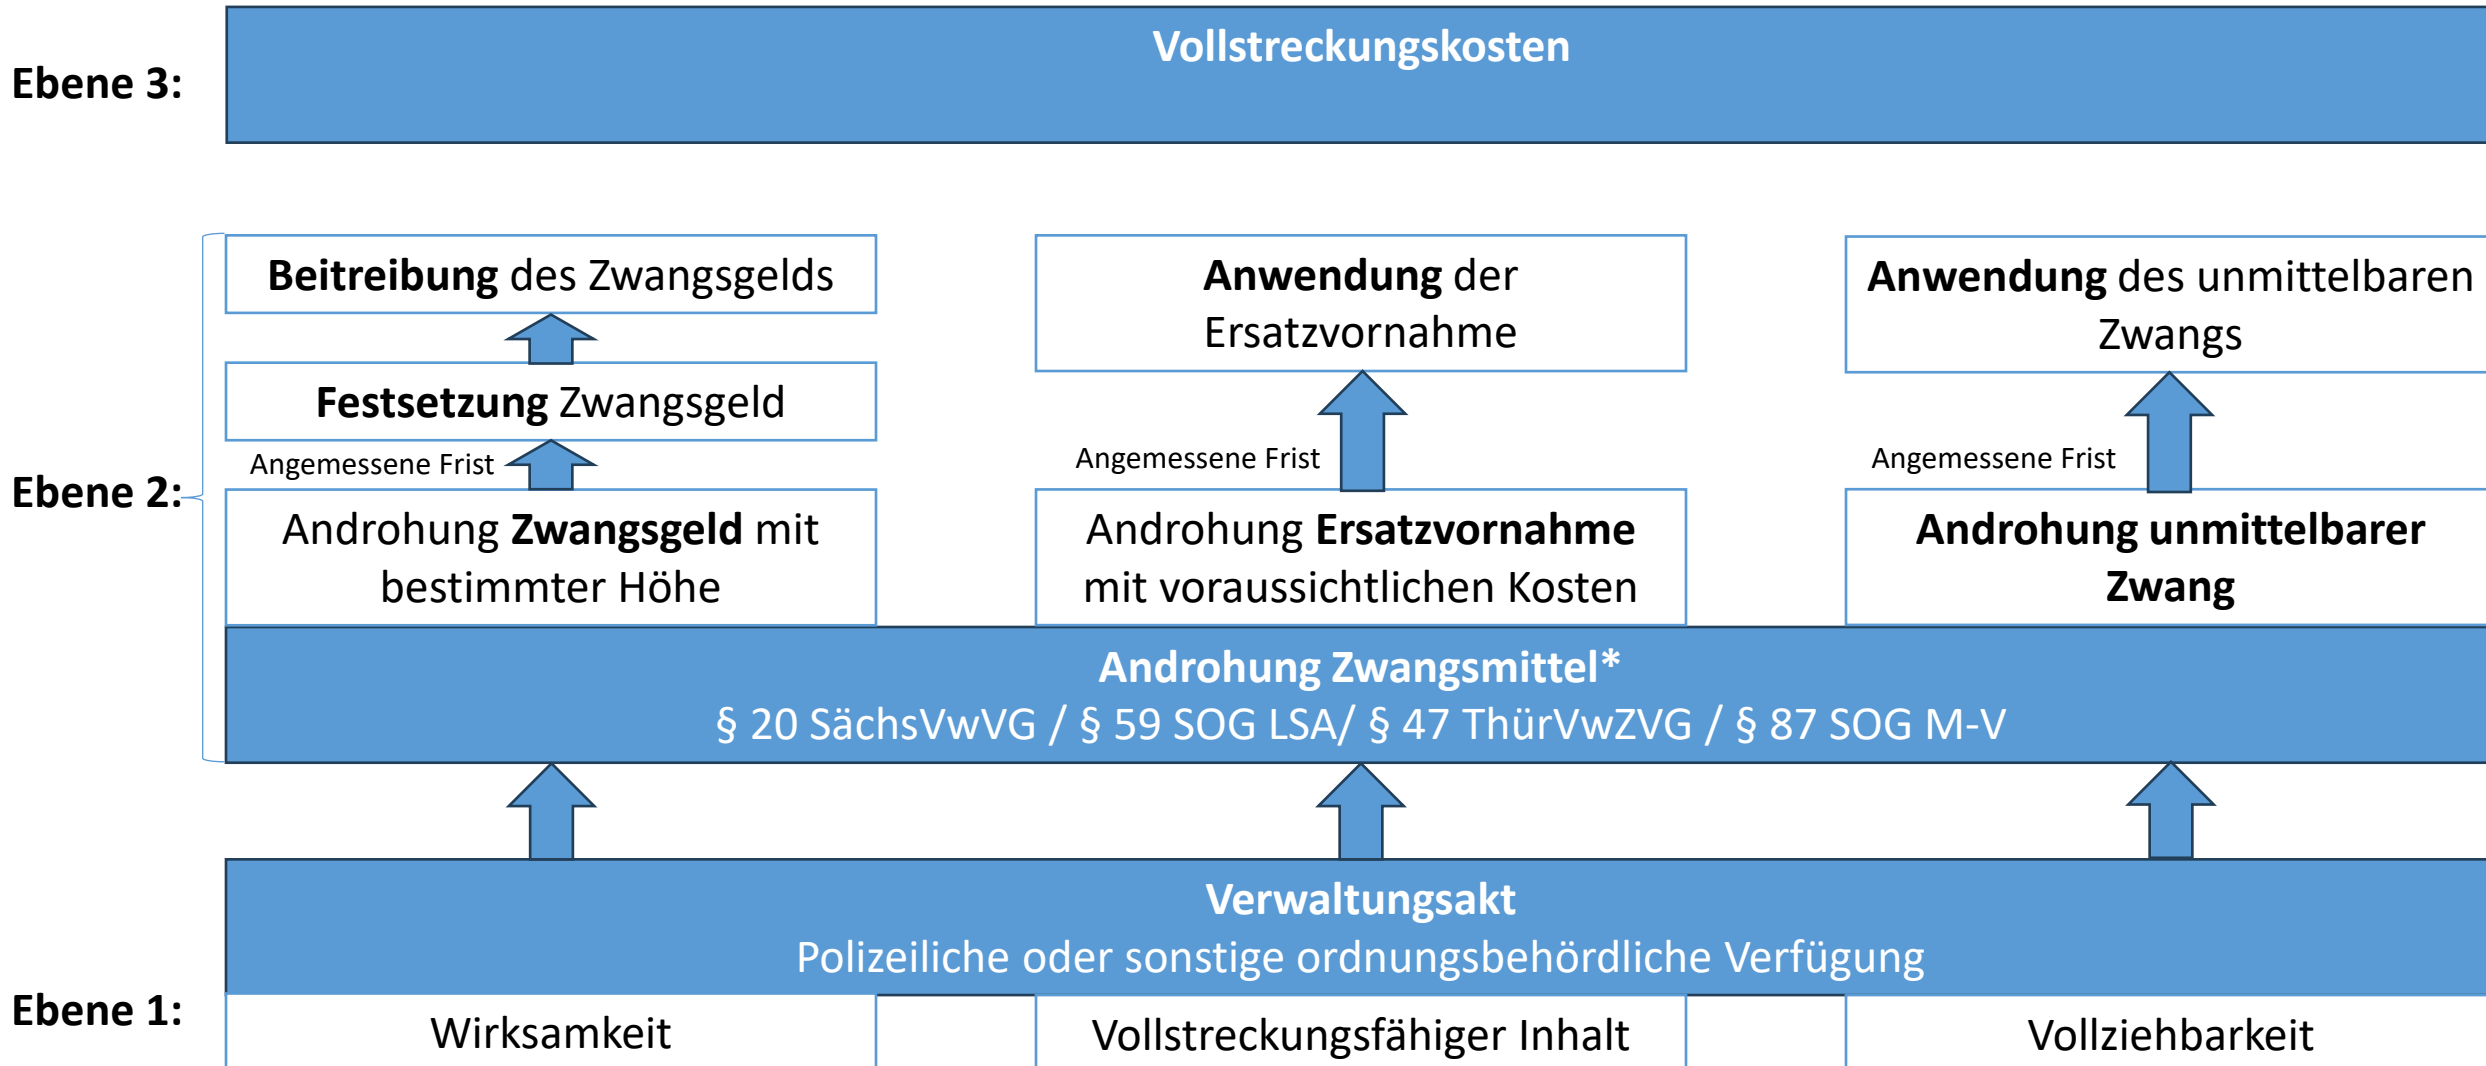 Vollstreckungskosten
Ebene 3:
Beitreibung des Zwangsgelds
Anwendung der
Ersatzvornahme
Anwendung des unmittelbaren
Zwangs
Festsetzung Zwangsgeld
Angemessene Frist
Angemessene Frist
Angemessene Frist
Ebene 2:
Androhung Zwangsgeld mit
bestimmter Höhe
Androhung Ersatzvornahme
mit voraussichtlichen Kosten
Androhung unmittelbarer
Zwang
Androhung Zwangsmittel*
§ 20 SächsVwVG / § 59 SOG LSA/ § 47 ThürVwZVG / § 87 SOG M-V
Verwaltungsakt
Polizeiliche oder sonstige ordnungsbehördliche Verfügung
Ebene 1:
Wirksamkeit
Vollstreckungsfähiger Inhalt
Vollziehbarkeit